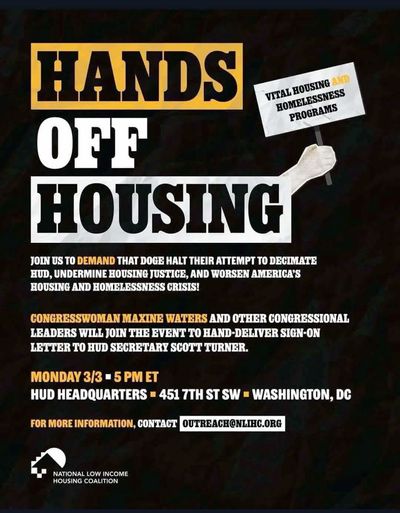 HANDS
OFF
HOUSING
VITAL HOUSING AND
HOMELESSNESS
PROGRAMS
JOIN US TO DEMAND THAT DOGE HALT THEIR ATTEMPT TO DECIMATE
HUD, UNDERMINE HOUSING JUSTICE, AND WORSEN AMERICA'S
HOUSING AND HOMELESSNESS CRISIS!
CONGRESSWOMAN MAXINE WATERS AND OTHER CONGRESSIONAL
LEADERS WILL JOIN THE EVENT TO HAND-DELIVER SIGN-ON
LETTER TO HUD SECRETARY SCOTT TURNER.
MONDAY 3/3 ▪ 5 PM ET
HUD HEADQUARTERS ▪ 451 7TH ST SW ▪ WASHINGTON, DC
FOR MORE INFORMATION, CONTACT OUTREACH@NLIHC.ORG
NATIONAL LOW INCOME
HOUSING COALITION